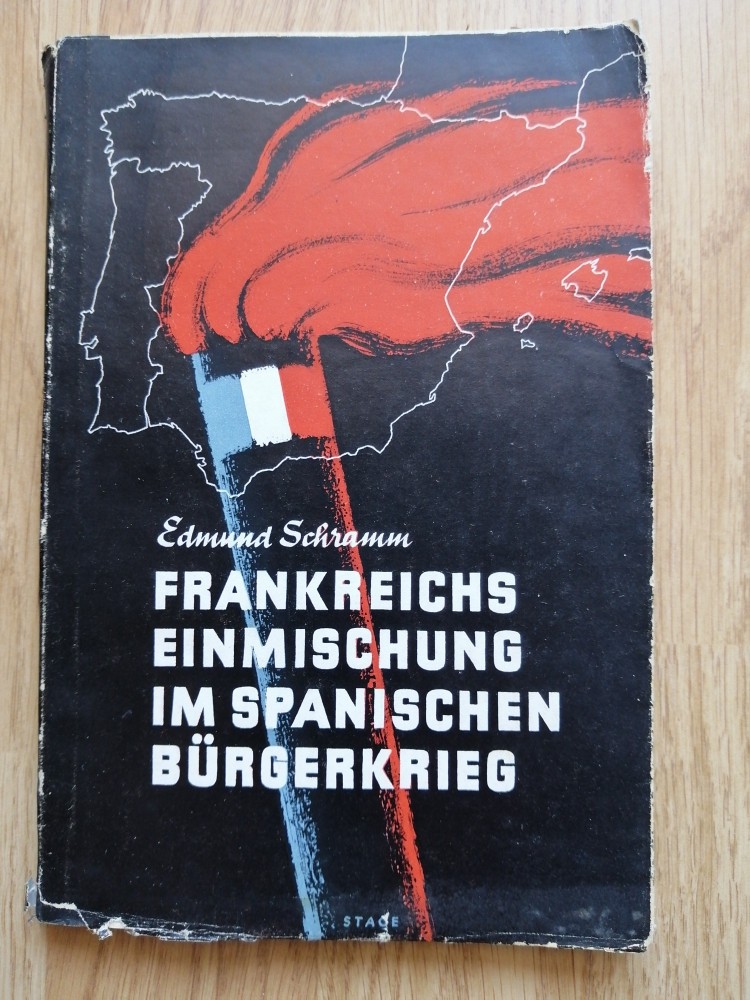 Edmund Schramm
FRANKREICHS
EINMISCHUNG
IM SPANISCHEN
BÜRGERKRIEG
STAGE